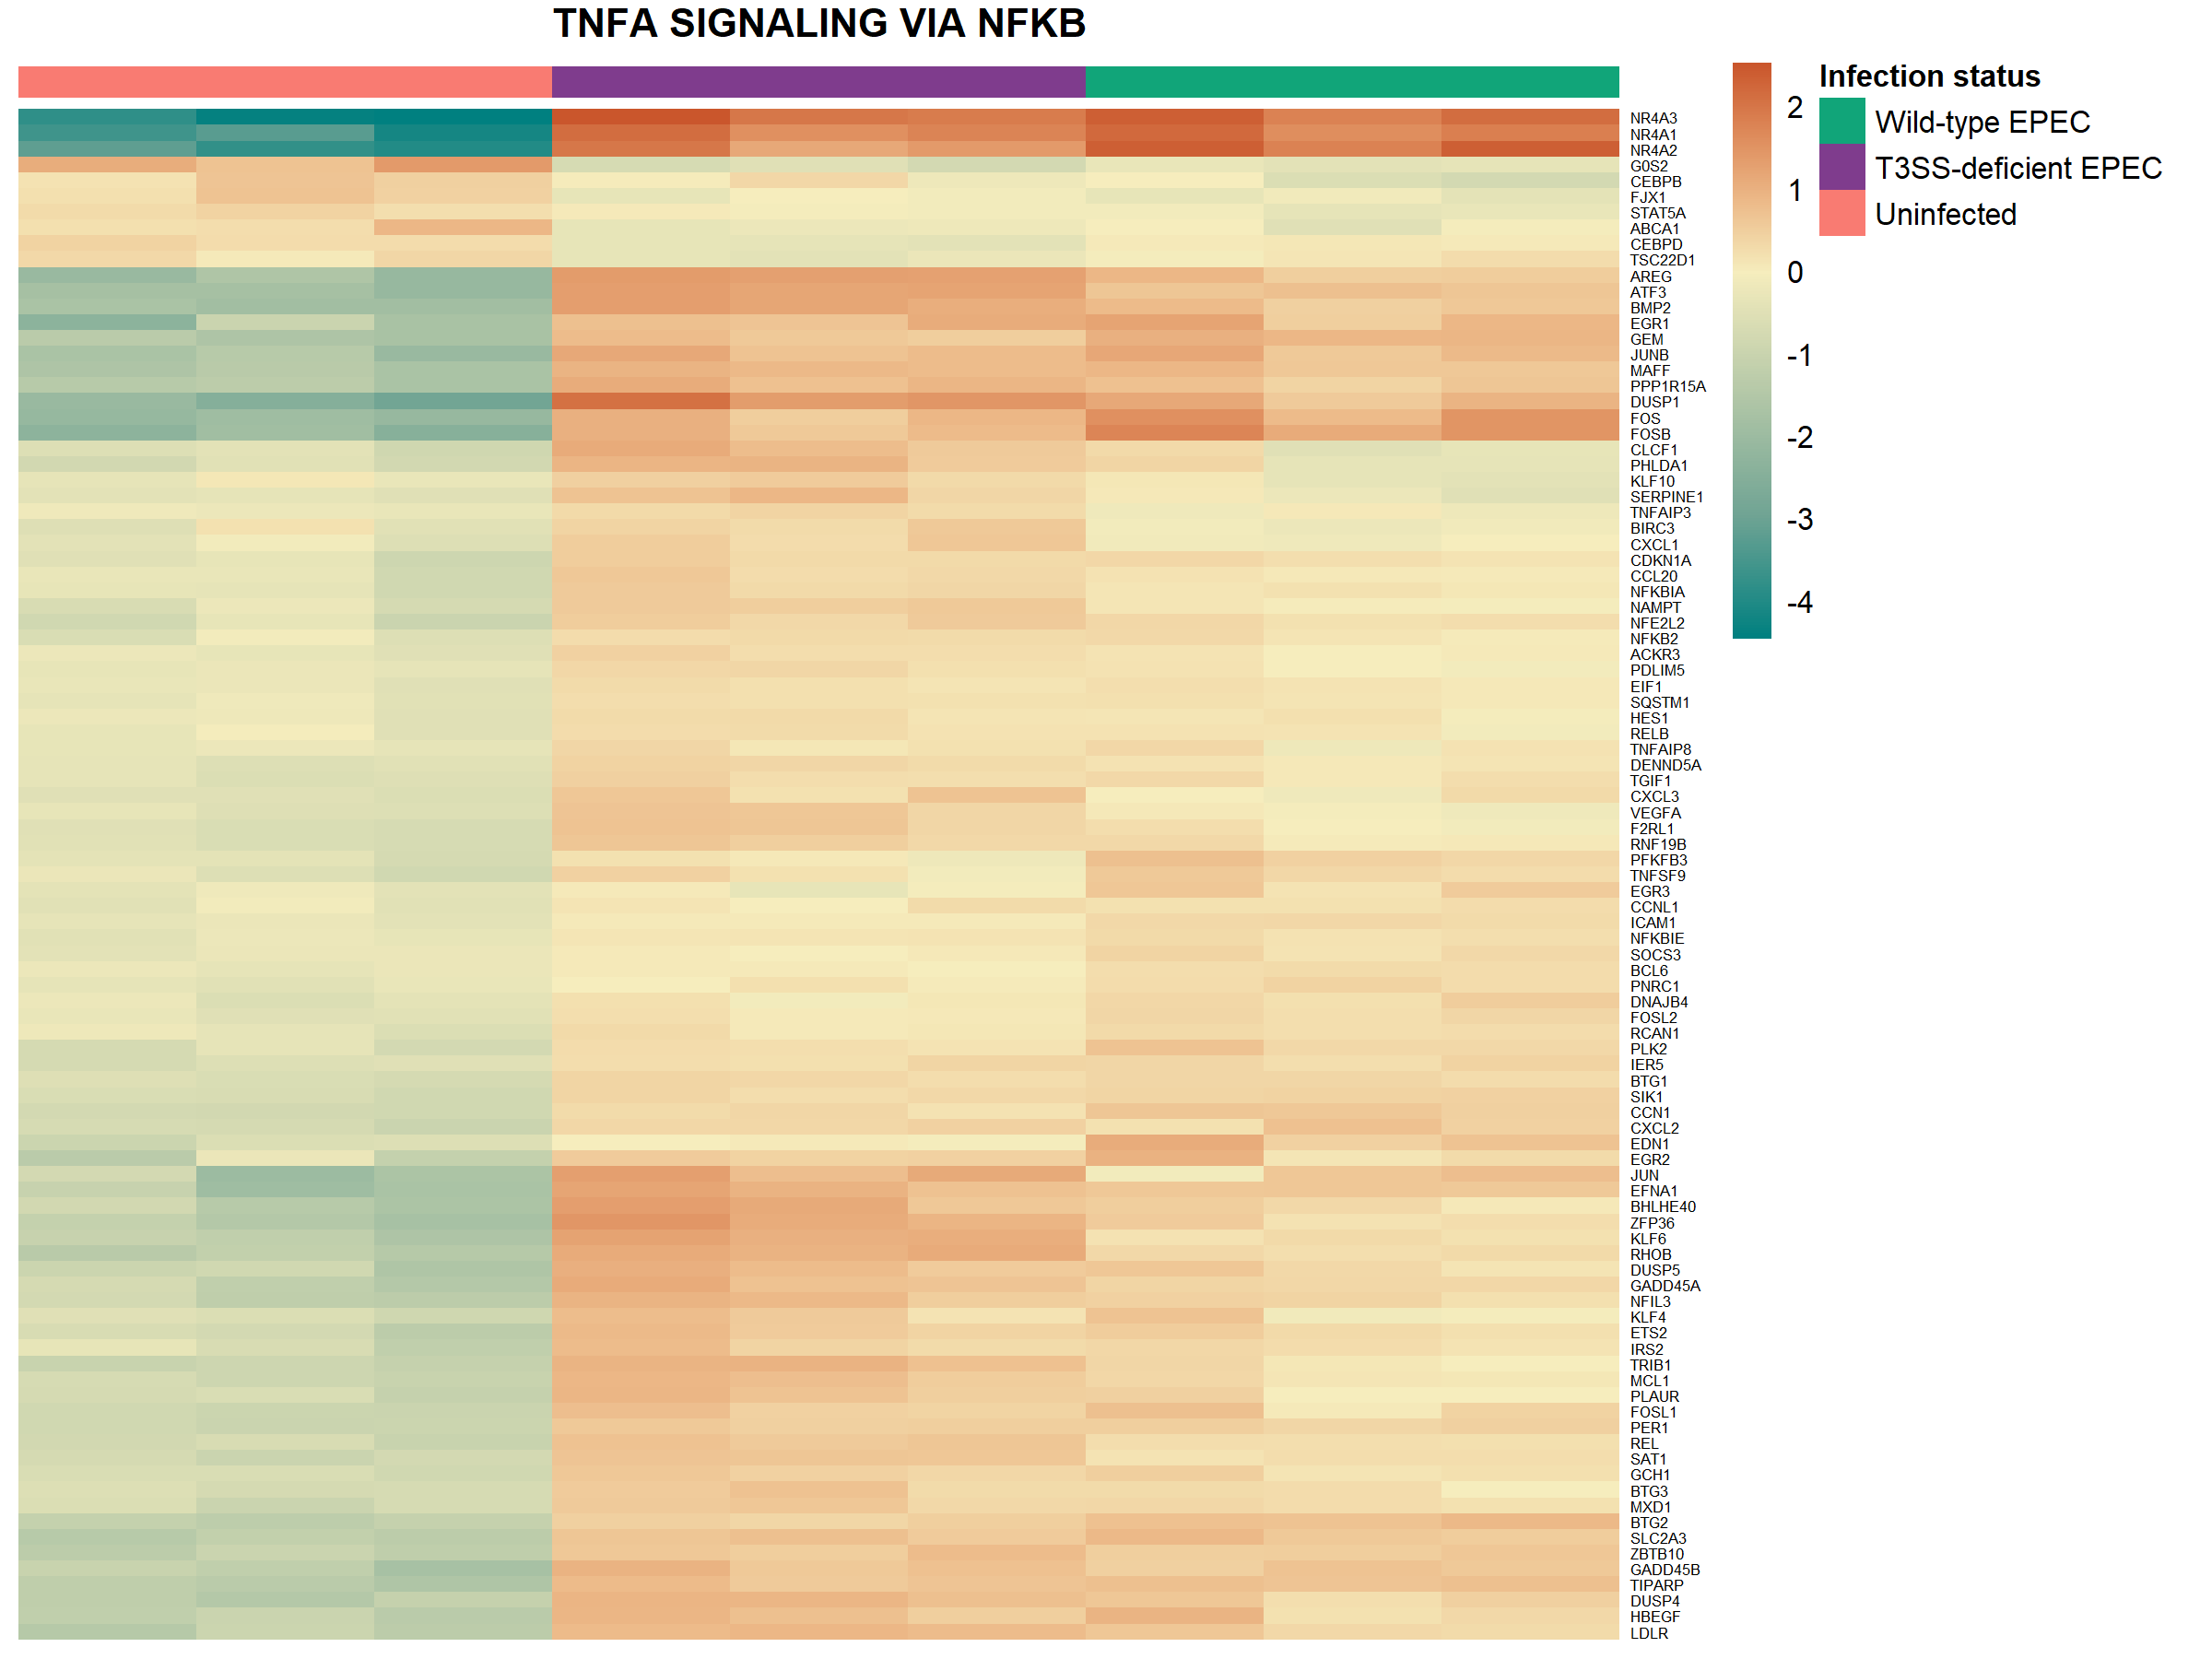 TNFA SIGNALING VIA NFKB
NR4A3
NR4A1
NR4A2
G0S2
CEBPB
FJX1
STAT5A
ABCA1
CEBPD
TSC22D1
AREG
ATF3
BMP2
EGR1
GEM
JUNB
MAFF
PPP1R15A
DUSP1
FOS
FOSB
CLCF1
PHLDA1
KLF10
SERPINE1
TNFAIP3
BIRC3
CXCL1
CDKN1A
CCL20
NFKBIA
NAMPT
NFE2L2
NFKB2
ACKR3
PDLIM5
EIF1
SQSTM1
HES1
RELB
TNFAIP8
DENND5A
TGIF1
CXCL3
VEGFA
F2RL1
RNF19B
PFKFB3
TNFSF9
EGR3
CCNL1
ICAM1
NFKBIE
SOCS3
BCL6
PNRC1
DNAJB4
FOSL2
RCAN1
PLK2
IER5
BTG1
SIK1
CCN1
CXCL2
EDN1
EGR2
JUN
EFNA1
BHLHE40
ZFP36
KLF6
RHOB
DUSP5
GADD45A
NFIL3
KLF4
ETS2
IRS2
TRIB1
MCL1
PLAUR
FOSL1
PER1
REL
SAT1
GCH1
BTG3
MXD1
BTG2
SLC2A3
ZBTB10
GADD45B
TIPARP
DUSP4
HBEGF
LDLR
2
1
0
-1
-2
-3
-4
Infection status
Wild-type EPEC
T3SS-deficient EPEC
Uninfected